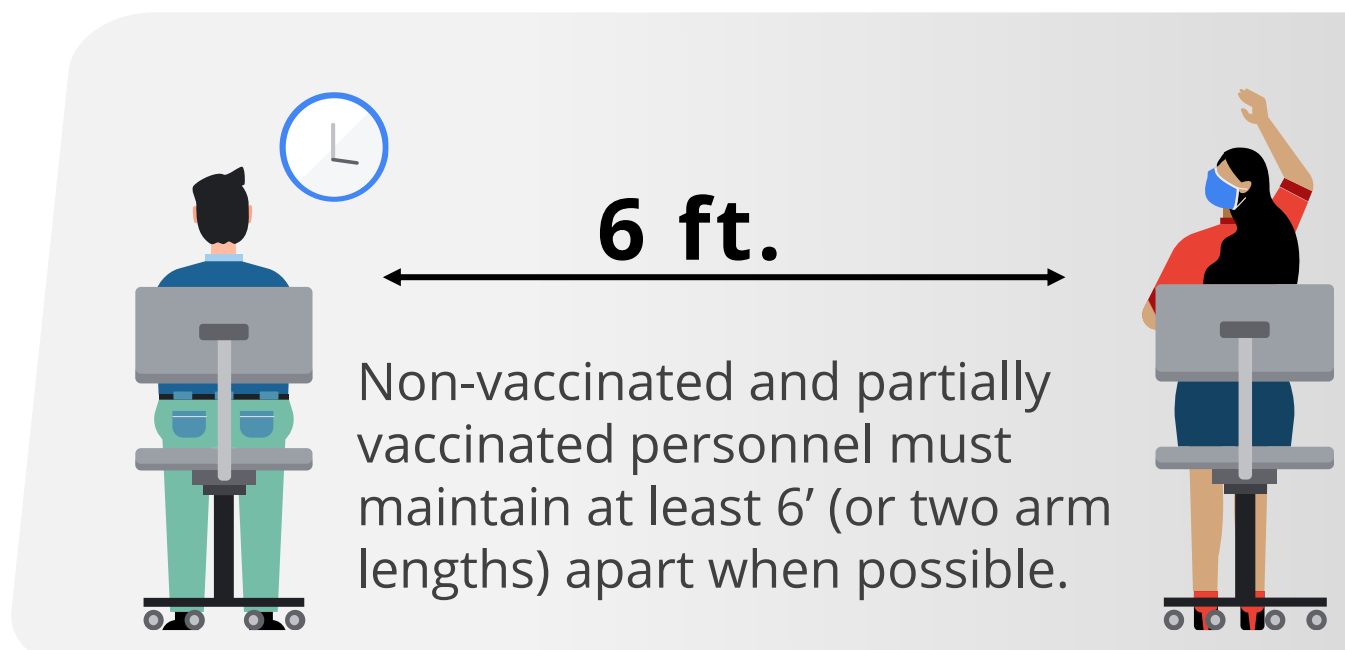 6 ft.
Non-vaccinated and partially
vaccinated personnel must
maintain at least 6’ (or two arm
lengths) apart when possible.